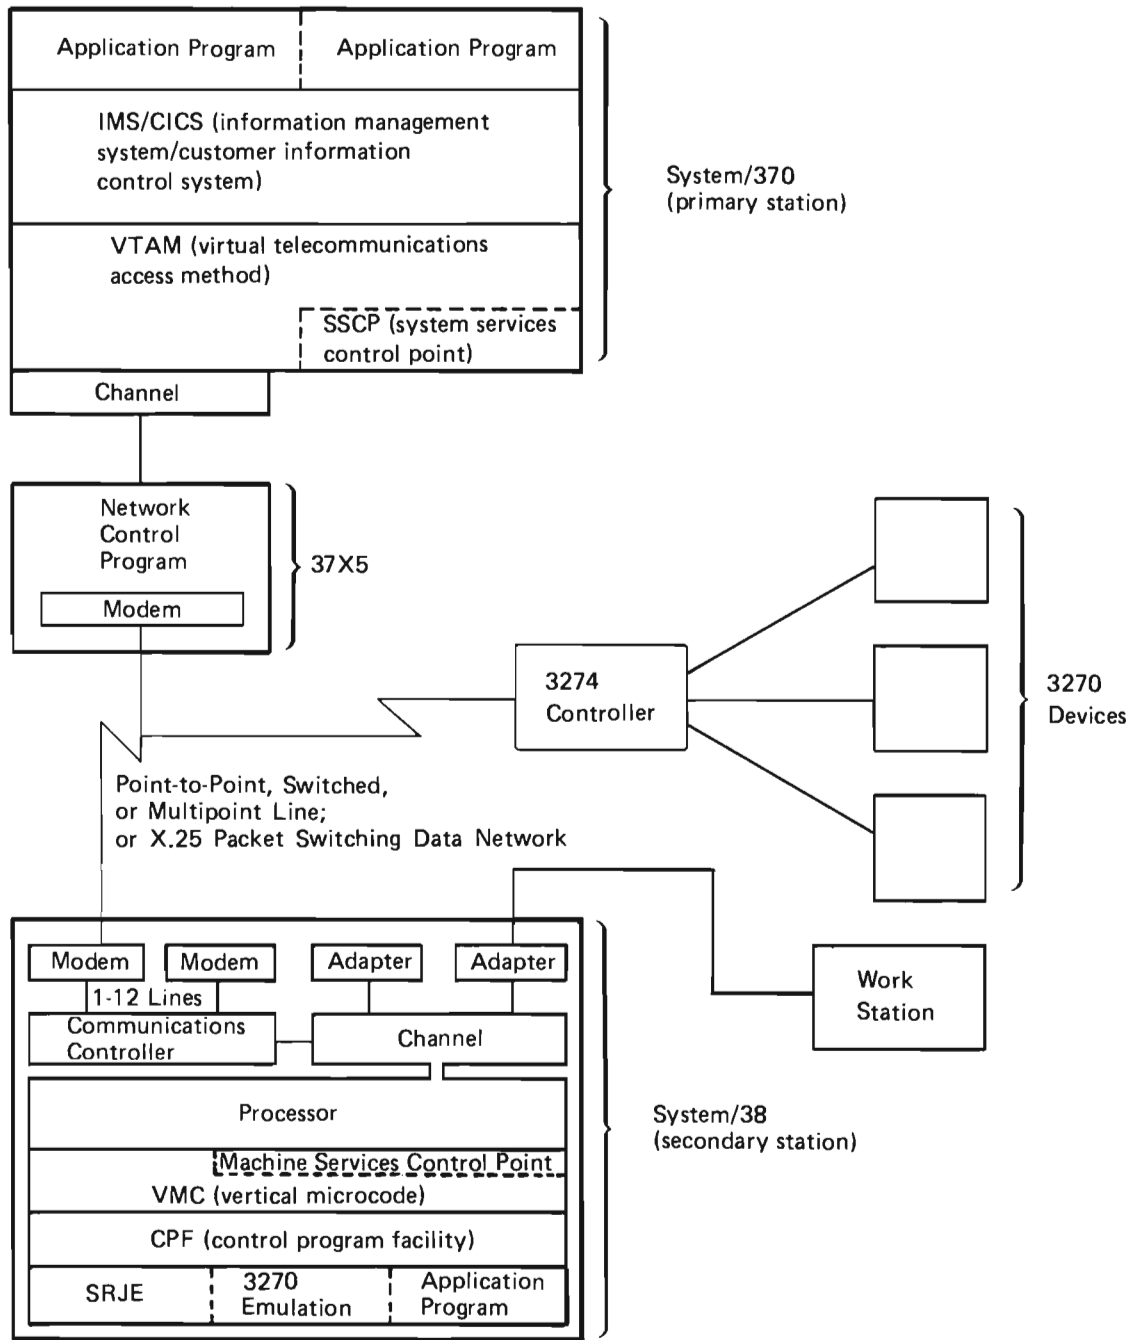 Application Program
Application Program
IMS/CICS (information management
system/customer information
control system)
VTAM (virtual telecommunications
access method)
SSCP (system services
control point)
System/370
(primary station)
Channel
Network
Control
Program
Modem
37X5
3274
Controller
3270
Devices
Point-to-Point, Switched,
or Multipoint Line;
or X.25 Packet Switching Data Network
Modem
Modem
Adapter
Adapter
1-12 Lines
Communications
Controller
Channel
Work
Station
Processor
Machine Services Control Point
VMC (vertical microcode)
CPF (control program facility)
SRJE
3270
Emulation
Application
Program
System/38
(secondary station)